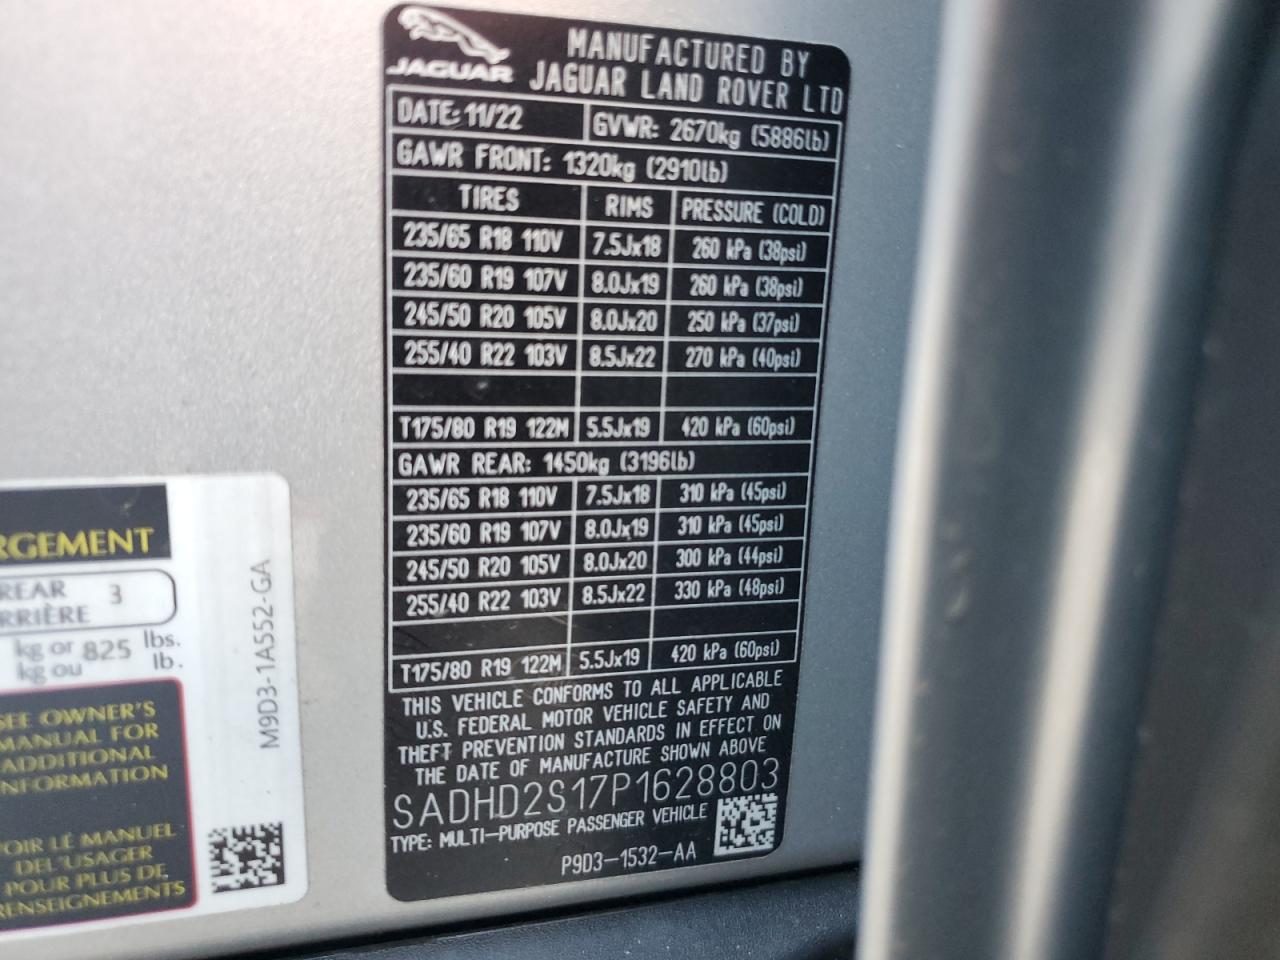 JAGUAR
MANUFACTURED BY
JAGUAR LAND ROVER LTD
DATE: 11/22 GVWR: 2670kg (5886lb)
GAWR FRONT: 1320kg (2910lb)
TIRES RIMS PRESSURE (COLD)
235/65 R18 110V 7.5Jx18 260 kPa (38psi)
235/60 R19 107V 8.0Jx19 260 kPa (38psi)
245/50 R20 105V 8.0Jx20 250 kPa (37psi)
255/40 R22 103V 8.5Jx22 270 kPa (40psi)
T175/80 R19 122M 5.5Jx19 420 kPa (60psi)
GAWR REAR: 1450kg (3196lb)
235/65 R18 110V 7.5Jx18 310 kPa (45psi)
235/60 R19 107V 8.0Jx19 310 kPa (45psi)
245/50 R20 105V 8.0Jx20 300 kPa (44psi)
255/40 R22 103V 8.5Jx22 330 kPa (48psi)
T175/80 R19 122M 5.5Jx19 420 kPa (60psi)
THIS VEHICLE CONFORMS TO ALL APPLICABLE
U.S. FEDERAL MOTOR VEHICLE SAFETY AND
THEFT PREVENTION STANDARDS IN EFFECT ON
THE DATE OF MANUFACTURE SHOWN ABOVE
SADHD2S17P1628803
TYPE: MULTI-PURPOSE PASSENGER VEHICLE
P9D3-1532-AA
RGEMENT
REAR 3
RRIÈRE
kg or 825 lbs.
kg ou lb.
SEE OWNER'S
MANUAL FOR
ADDITIONAL
NFORMATION
OIR LE MANUEL
DE L'USAGER
POUR PLUS DE
RENSEIGNEMENTS
M9D3-1A552-GA